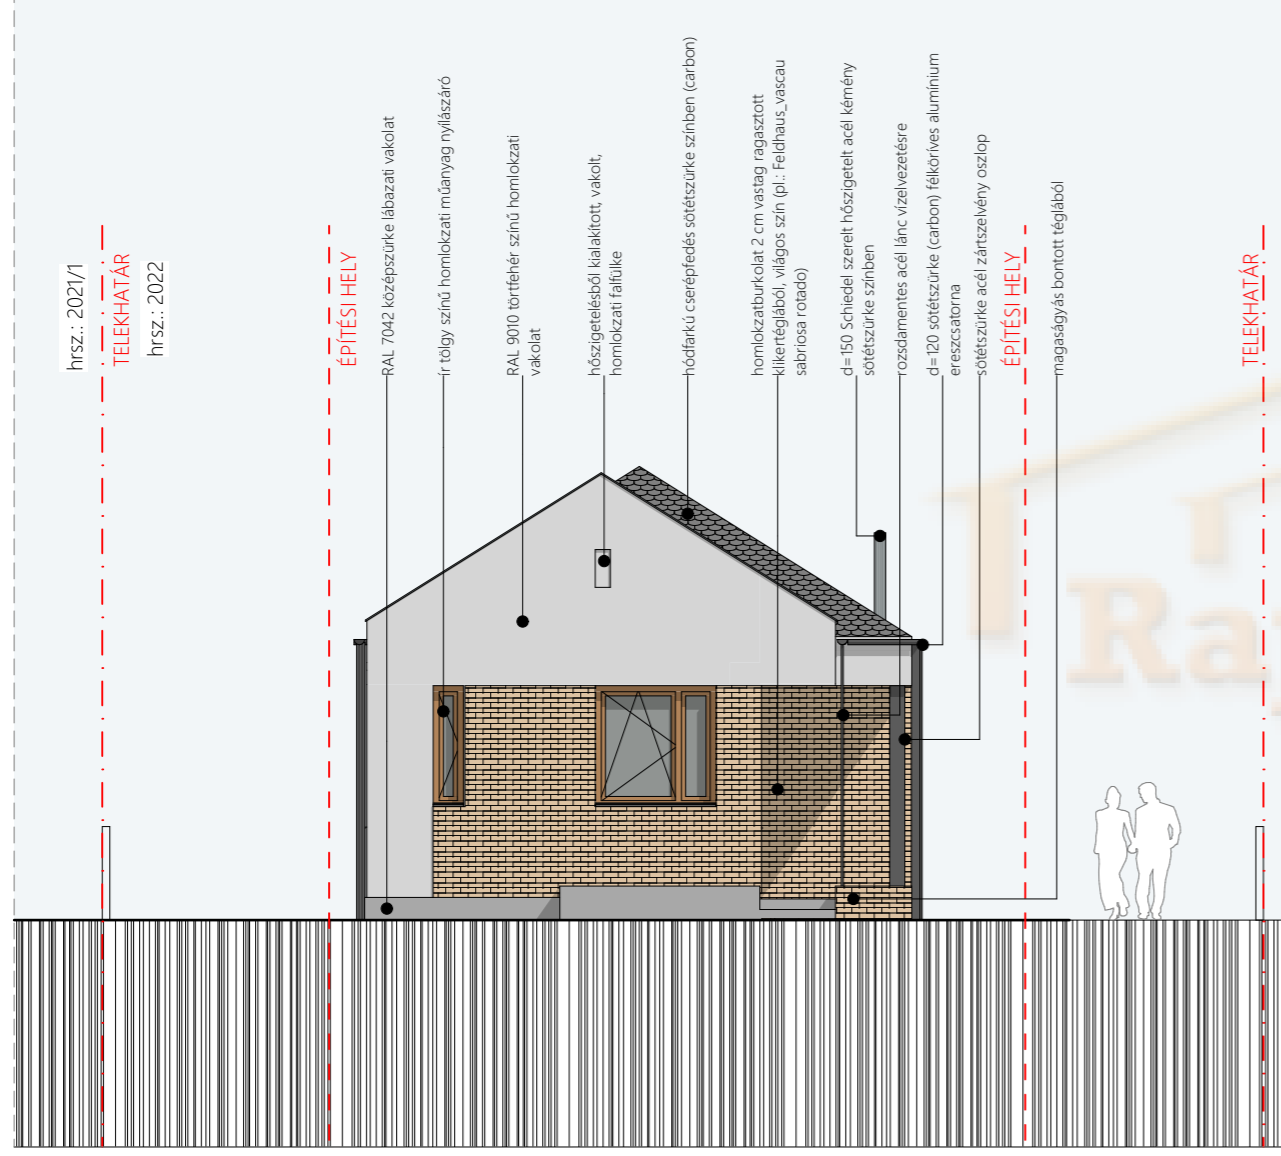 hrsz.: 2021/1
TELEKHATÁR
hrsz.: 2022
ÉPÍTÉSI HELY
RAL 7042 középszürke lábazati vakolat
ír tölgy színű homlokzati műanyag nyílászáró
RAL 9010 törtfehér színű homlokzati
vakolat
hőszigetelésből kialakított, vakolt,
homlokzati falfülke
hódfarkú cserépfedés sötétszürke színben (carbon)
homlokzatburkolat 2 cm vastag ragasztott
klikertéglából, világos szín (pl.: Feldhaus_vascau
sabriosa rotado)
d=150 Schiedel szerelt hőszigetelt acél kémény
sötétszürke színben
rozsdamentes acél lánc vízelvezetésre
d=120 sötétszürke (carbon) félköríves alumínium
ereszcsatorna
sötétszürke acél zártszelvény oszlop
ÉPÍTÉSI HELY
magaságyás bontott téglából
TELEKHATÁR
Ra